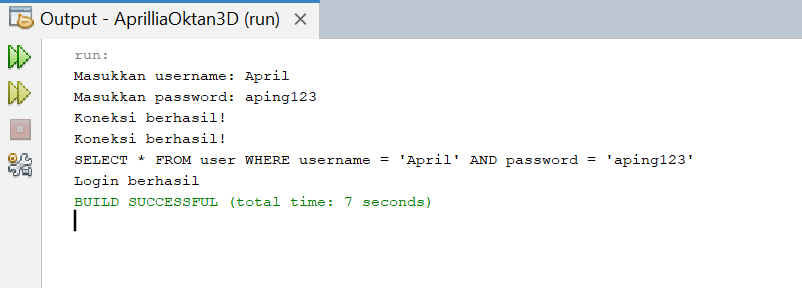 Output - AprilliaOktan3D (run)
run:
Masukkan username: April
Masukkan password: aping123
Koneksi berhasil!
Koneksi berhasil!
SELECT * FROM user WHERE username = 'April' AND password = 'aping123'
Login berhasil
BUILD SUCCESSFUL (total time: 7 seconds)